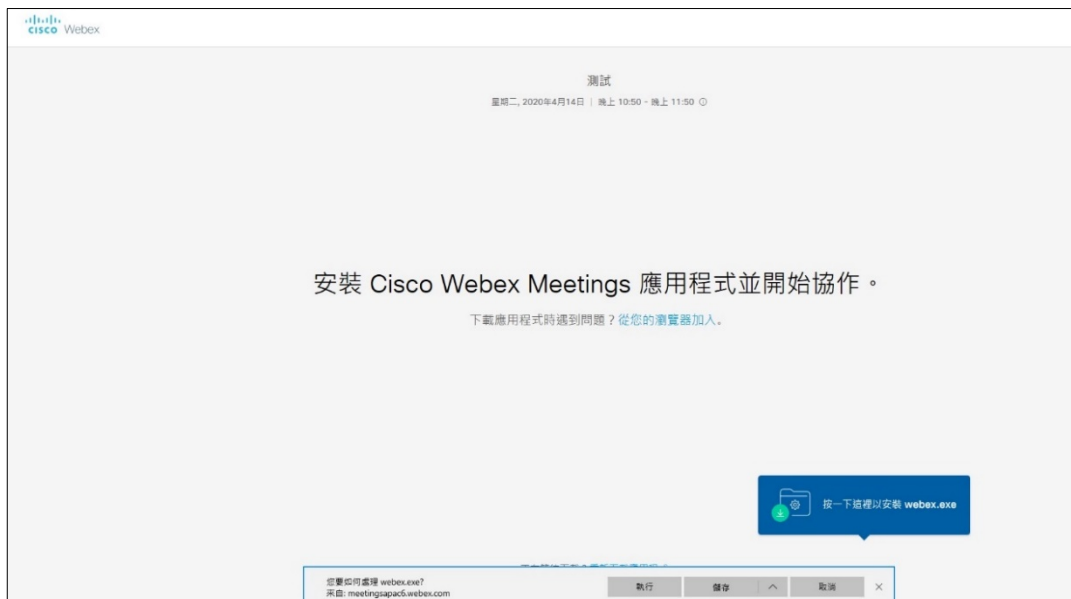 cisco Webex
測試
星期二, 2020年4月14日 | 晚上 10:50 - 晚上 11:50
安裝 Cisco Webex Meetings 應用程式並開始協作。
下載應用程式時遇到問題？從您的瀏覽器加入。
按一下這裡以安裝 webex.exe
您要如何處理 webex.exe?
來自: meetingsapac6.webex.com
執行 儲存 取消